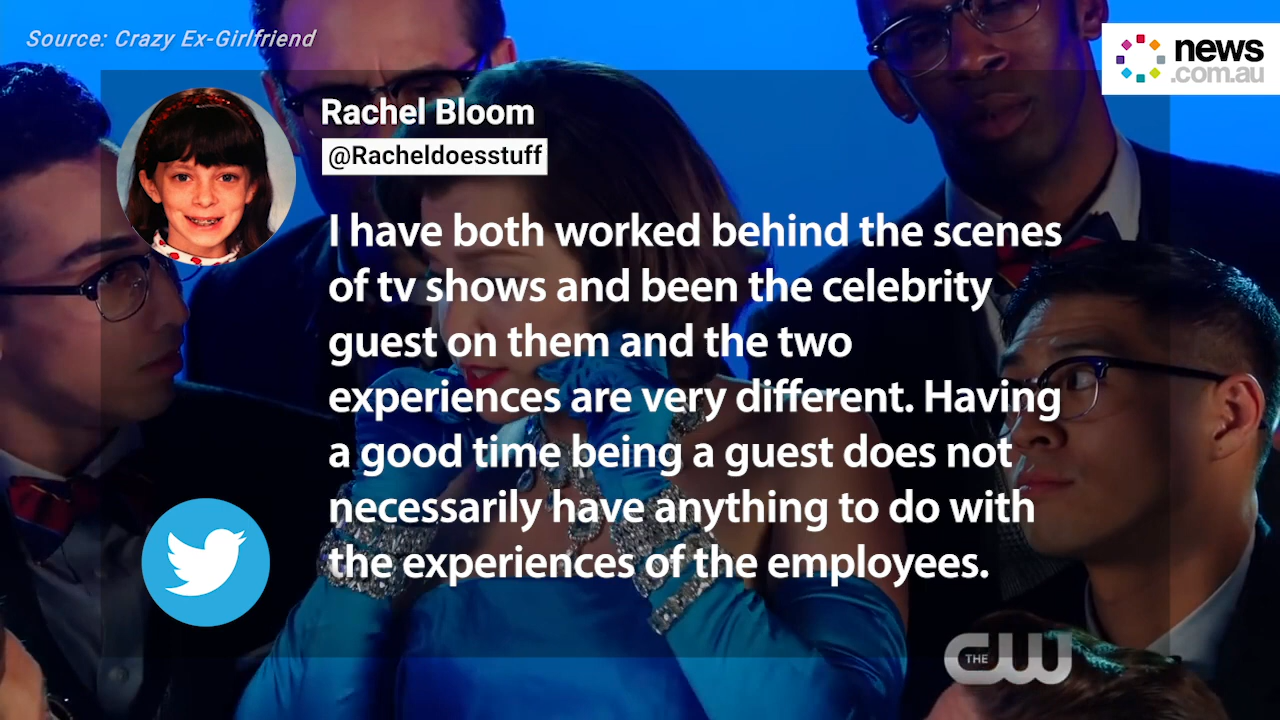 Source: Crazy Ex-Girlfriend
news
.com.au
Rachel Bloom
@Racheldoesstuff
I have both worked behind the scenes
of tv shows and been the celebrity
guest on them and the two
experiences are very different. Having
a good time being a guest does not
necessarily have anything to do with
the experiences of the employees.
THE CW